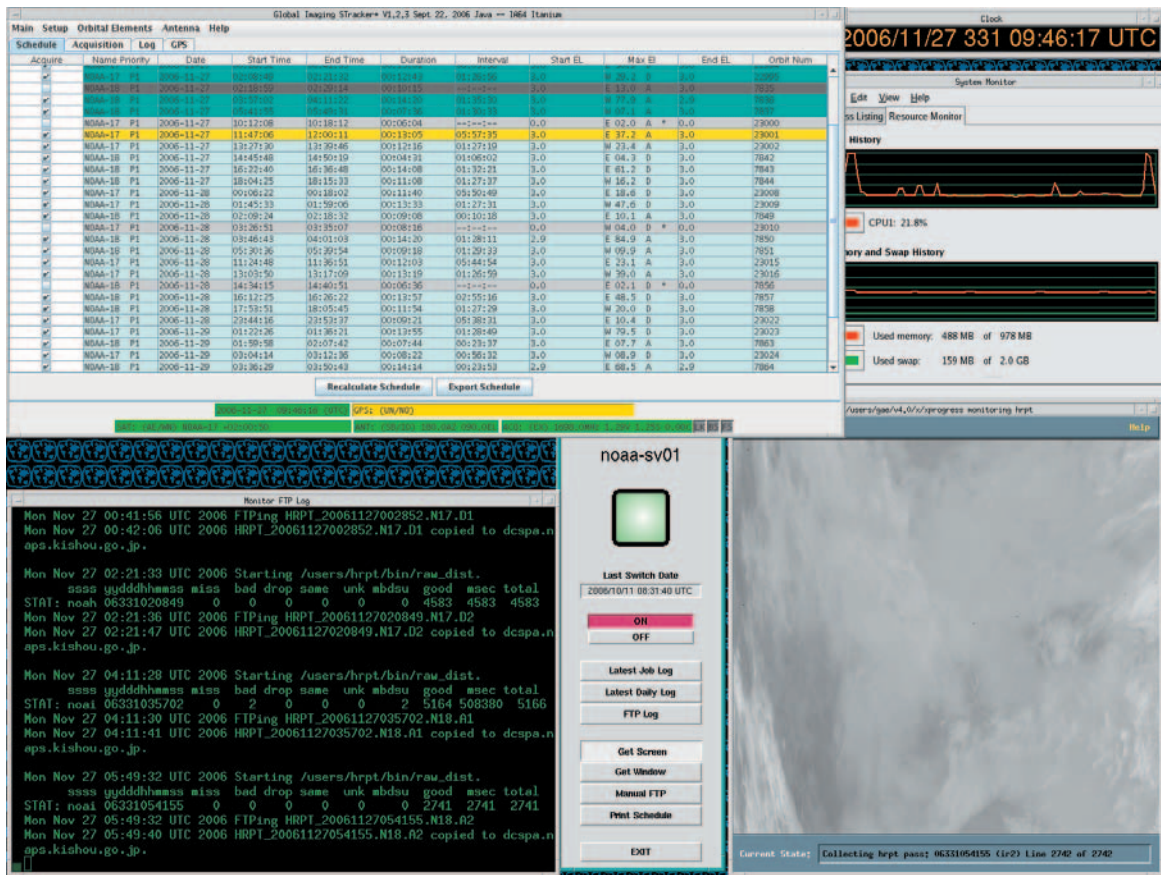 Global Imaging STracker* V1,2,3 Sept 22, 2006 Java -- IA64 Itanium
Main Setup Orbital Elements Antenna Help
Schedule Acquisition Log GPS
Acquire Name Priority Date Start Time End Time Duration Interval Start EL Max El End EL Orbit Num
NOAA-17 P1 2006-11-27 10:12:08 10:18:12 00:06:04 --:--:-- 0.0 E 02.0 A * 0.0 23000
NOAA-17 P1 2006-11-27 11:47:06 12:00:11 00:13:05 05:57:35 3.0 E 37.2 A 3.0 23001
NOAA-17 P1 2006-11-27 13:27:30 13:39:46 00:12:16 01:27:19 3.0 W 23.4 A 3.0 23002
NOAA-18 P1 2006-11-27 14:45:48 14:50:19 00:04:31 01:06:02 3.0 E 04.3 D 3.0 7842
NOAA-18 P1 2006-11-27 16:22:40 16:36:48 00:14:08 01:32:21 3.0 E 61.2 D 3.0 7843
NOAA-18 P1 2006-11-27 18:04:25 18:15:33 00:11:08 01:27:37 3.0 W 16.2 D 3.0 7844
NOAA-17 P1 2006-11-28 00:06:22 00:18:02 00:11:40 05:50:49 3.0 E 18.6 D 3.0 23008
NOAA-17 P1 2006-11-28 01:45:33 01:59:06 00:13:33 01:27:31 3.0 W 47.6 D 3.0 23009
NOAA-18 P1 2006-11-28 02:09:24 02:18:32 00:09:08 00:10:18 3.0 E 10.1 A 3.0 7849
NOAA-17 P1 2006-11-28 03:26:51 03:35:07 00:08:16 --:--:-- 0.0 W 04.0 D * 0.0 23010
NOAA-18 P1 2006-11-28 03:46:43 04:01:03 00:14:20 01:28:11 2.9 E 84.9 A 3.0 7850
NOAA-18 P1 2006-11-28 05:30:36 05:39:54 00:09:18 01:29:33 3.0 W 09.9 A 3.0 7851
NOAA-17 P1 2006-11-28 11:24:48 11:36:51 00:12:03 05:44:54 3.0 E 23.1 A 3.0 23015
NOAA-17 P1 2006-11-28 13:03:50 13:17:09 00:13:19 01:26:59 3.0 W 39.0 A 3.0 23016
NOAA-18 P1 2006-11-28 14:34:15 14:40:51 00:06:36 --:--:-- 0.0 E 02.1 D * 0.0 7856
NOAA-18 P1 2006-11-28 16:12:25 16:26:22 00:13:57 02:55:16 3.0 E 48.5 D 3.0 7857
NOAA-18 P1 2006-11-28 17:53:51 18:05:45 00:11:54 01:27:29 3.0 W 20.0 D 3.0 7858
NOAA-17 P1 2006-11-28 23:44:16 23:53:37 00:09:21 05:38:31 3.0 E 10.4 D 3.0 23022
NOAA-17 P1 2006-11-29 01:22:26 01:36:21 00:13:55 01:28:49 3.0 W 79.5 D 3.0 23023
NOAA-18 P1 2006-11-29 01:59:58 02:07:42 00:07:44 00:23:37 3.0 E 07.7 A 3.0 7863
NOAA-17 P1 2006-11-29 03:04:14 03:12:36 00:08:22 00:56:32 3.0 W 08.9 D 3.0 23024
NOAA-18 P1 2006-11-29 03:36:29 03:50:43 00:14:14 00:23:53 2.9 E 68.5 A 2.9 7864
Recalculate Schedule Export Schedule
GPS: (UN/NO)
Clock
2006/11/27 331 09:46:17 UTC
System Monitor
Edit View Help
ss Listing Resource Monitor
History
CPU1: 21.8%
ory and Swap History
Used memory: 488 MB of 978 MB
Used swap: 159 MB of 2.0 GB
/users/gae/v4.0/x/xprogress monitoring hrpt
Help
Monitor FTP Log
Mon Nov 27 00:41:56 UTC 2006 FTPing HRPT_20061127002852.N17.D1
Mon Nov 27 00:42:06 UTC 2006 HRPT_20061127002852.N17.D1 copied to dcspa.n
aps.kishou.go.jp.
Mon Nov 27 02:21:33 UTC 2006 Starting /users/hrpt/bin/raw_dist.
ssss yydddhhmmss miss bad drop same unk mbdsu good msec total
STAT: noah 06331020849 0 0 0 0 0 0 4583 4583 4583
Mon Nov 27 02:21:36 UTC 2006 FTPing HRPT_20061127020849.N17.D2
Mon Nov 27 02:21:47 UTC 2006 HRPT_20061127020849.N17.D2 copied to dcspa.n
aps.kishou.go.jp.
Mon Nov 27 04:11:28 UTC 2006 Starting /users/hrpt/bin/raw_dist.
ssss yydddhhmmss miss bad drop same unk mbdsu good msec total
STAT: noai 06331035702 0 2 0 0 0 2 5164 508380 5166
Mon Nov 27 04:11:30 UTC 2006 FTPing HRPT_20061127035702.N18.A1
Mon Nov 27 04:11:41 UTC 2006 HRPT_20061127035702.N18.A1 copied to dcspa.n
aps.kishou.go.jp.
Mon Nov 27 05:49:32 UTC 2006 Starting /users/hrpt/bin/raw_dist.
ssss yydddhhmmss miss bad drop same unk mbdsu good msec total
STAT: noai 06331054155 0 0 0 0 0 0 2741 2741 2741
Mon Nov 27 05:49:32 UTC 2006 FTPing HRPT_20061127054155.N18.A2
Mon Nov 27 05:49:40 UTC 2006 HRPT_20061127054155.N18.A2 copied to dcspa.n
aps.kishou.go.jp.
noaa-sv01
Last Switch Date
2006/10/11 08:31:40 UTC
ON
OFF
Latest Job Log
Latest Daily Log
FTP Log
Get Screen
Get Window
Manual FTP
Print Schedule
EXIT
Current State: Collecting hrpt pass: 06331054155 (ir2) Line 2742 of 2742